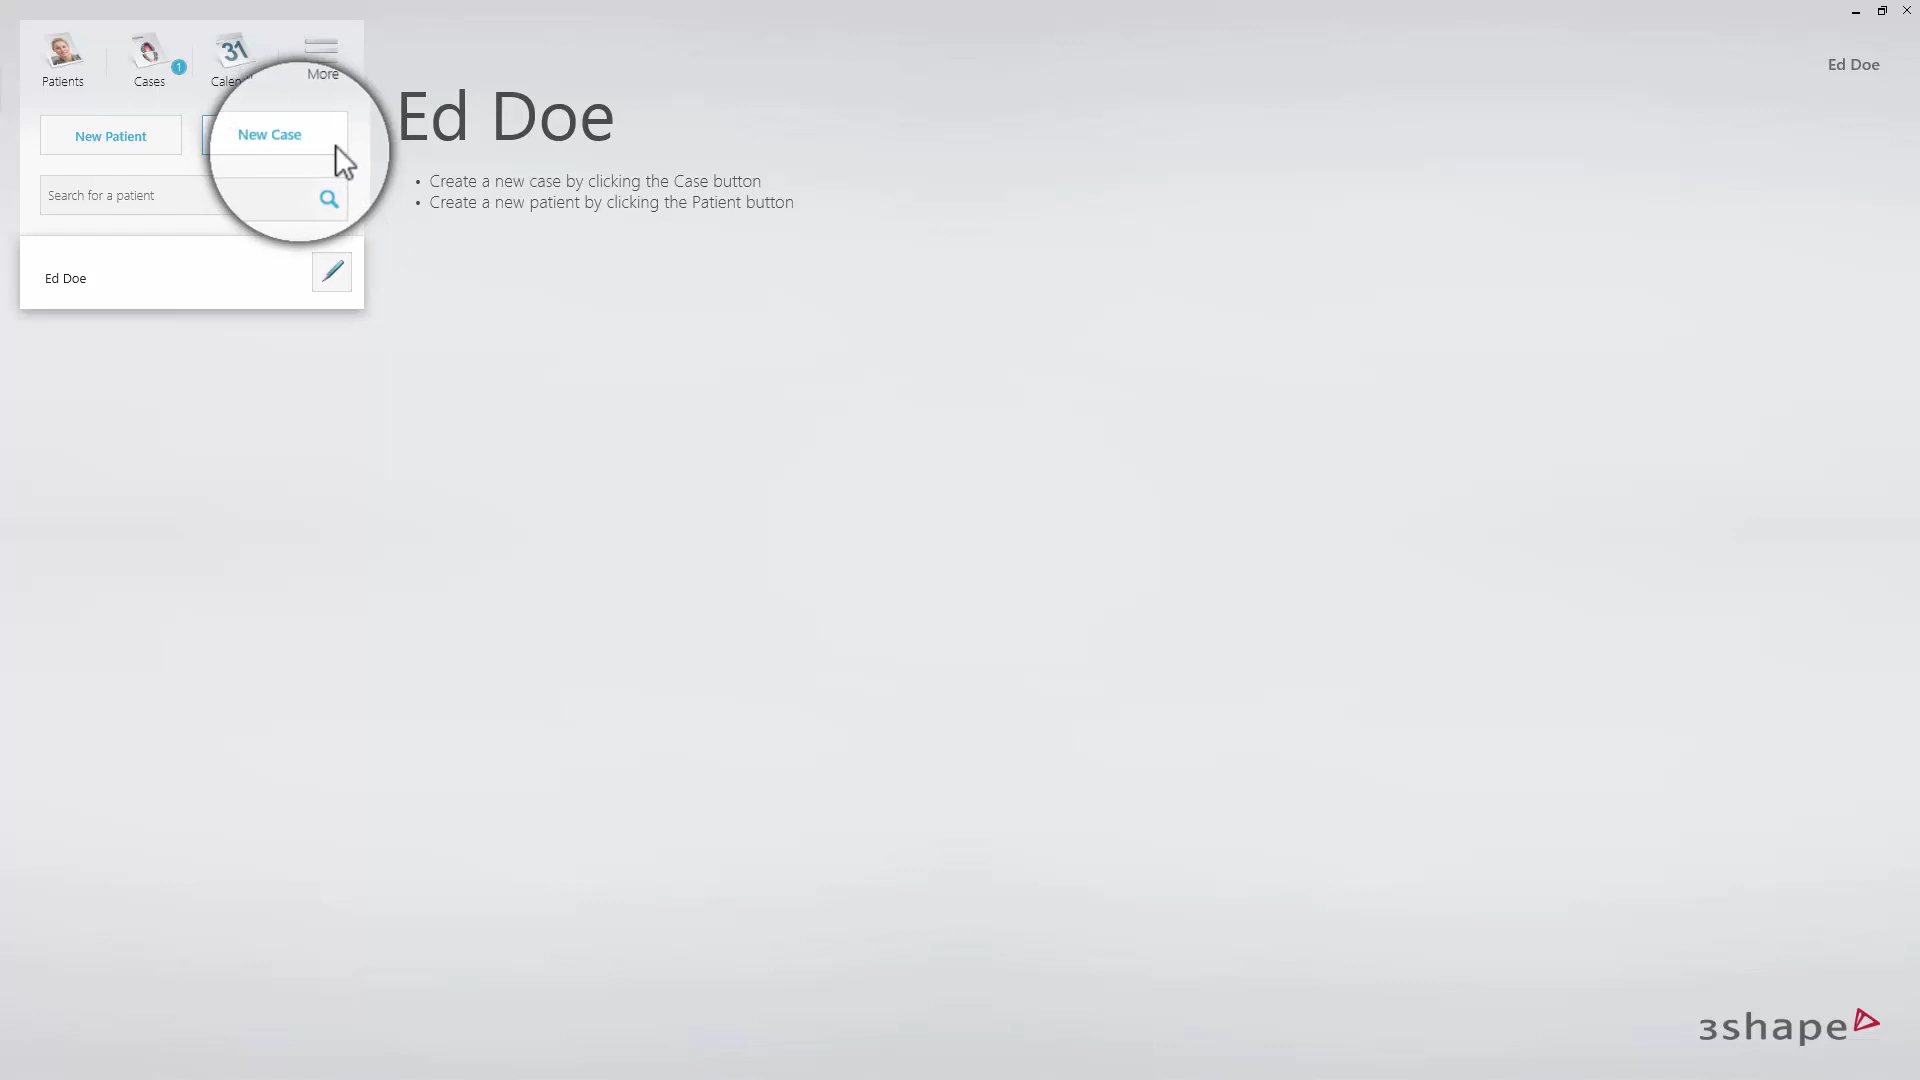 Patients
Cases
1
31
More
Ed Doe
New Patient
New Case
Search for a patient
Ed Doe
Ed Doe
• Create a new case by clicking the Case button
• Create a new patient by clicking the Patient button
3shape